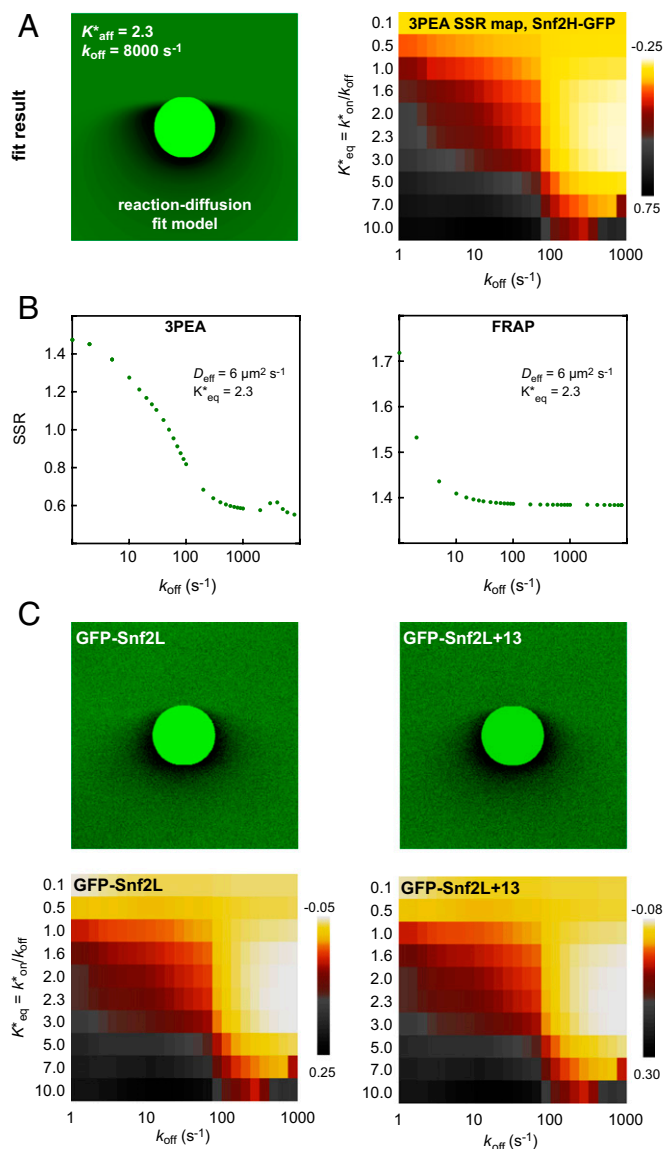 A
fit result
K*aff = 2.3
koff = 8000 s-1
reaction-diffusion
fit model
3PEA SSR map, Snf2H-GFP
K*eq = k*on/koff
0.1
0.5
1.0
1.6
2.0
2.3
3.0
5.0
7.0
10.0
1 10 100 1000
koff (s-1)
-0.25
0.75
B
3PEA
SSR
1.4
1.2
1.0
0.8
0.6
Deff = 6 µm2 s-1
K*eq = 2.3
10 100 1000
koff (s-1)
FRAP
1.7
1.6
1.5
1.4
Deff = 6 µm2 s-1
K*eq = 2.3
10 100 1000
koff (s-1)
C
GFP-Snf2L
GFP-Snf2L+13
GFP-Snf2L
K*eq = k*on/koff
0.1
0.5
1.0
1.6
2.0
2.3
3.0
5.0
7.0
10.0
1 10 100 1000
koff (s-1)
-0.05
0.25
GFP-Snf2L+13
0.1
0.5
1.0
1.6
2.0
2.3
3.0
5.0
7.0
10.0
1 10 100 1000
koff (s-1)
-0.08
0.30